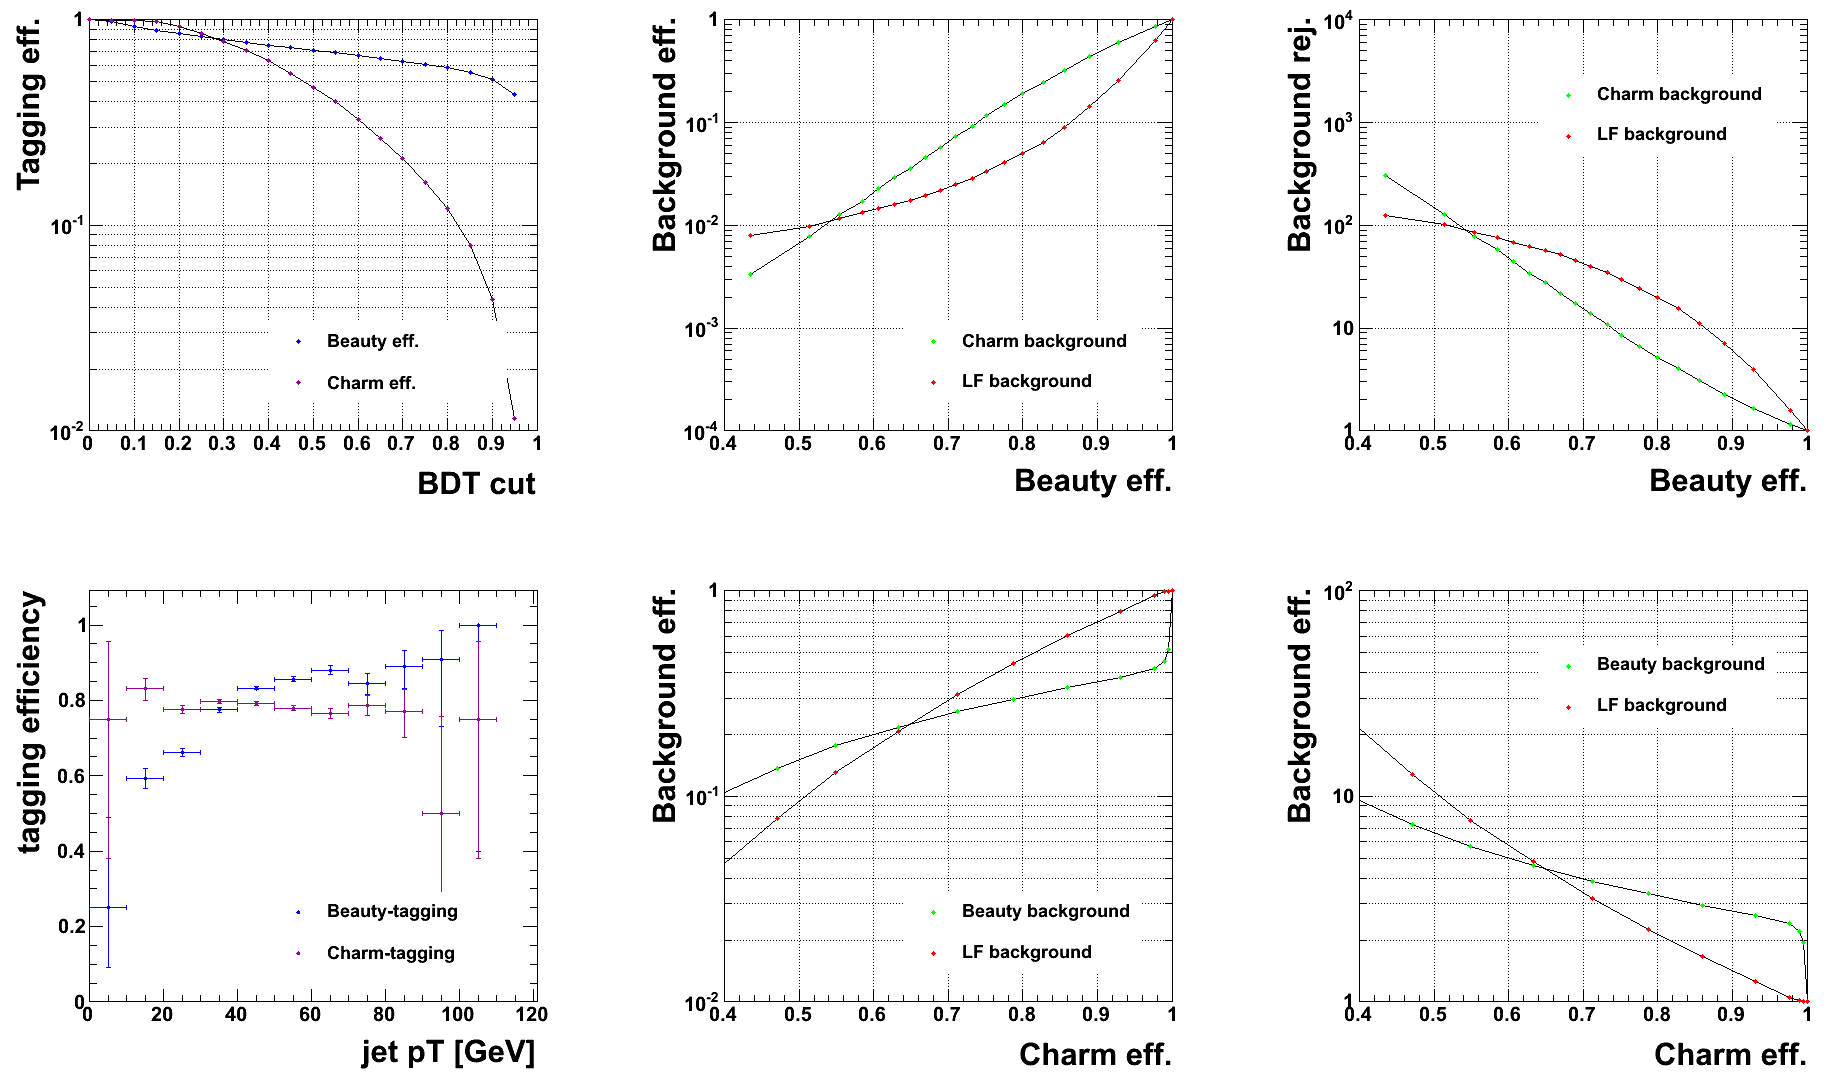 Tagging eff.
1
10-1
10-2
0 0.1 0.2 0.3 0.4 0.5 0.6 0.7 0.8 0.9 1
BDT cut
Beauty eff.
Charm eff.
Background eff.
1
10-1
10-2
10-3
10-4
0.4 0.5 0.6 0.7 0.8 0.9 1
Beauty eff.
Charm background
LF background
Background rej.
104
103
102
10
1
0.4 0.5 0.6 0.7 0.8 0.9 1
Beauty eff.
Charm background
LF background
tagging efficiency
1
0.8
0.6
0.4
0.2
0
0 20 40 60 80 100 120
jet pT [GeV]
Beauty-tagging
Charm-tagging
Background eff.
1
10-1
10-2
0.4 0.5 0.6 0.7 0.8 0.9 1
Charm eff.
Beauty background
LF background
Background eff.
102
10
1
0.4 0.5 0.6 0.7 0.8 0.9 1
Charm eff.
Beauty background
LF background